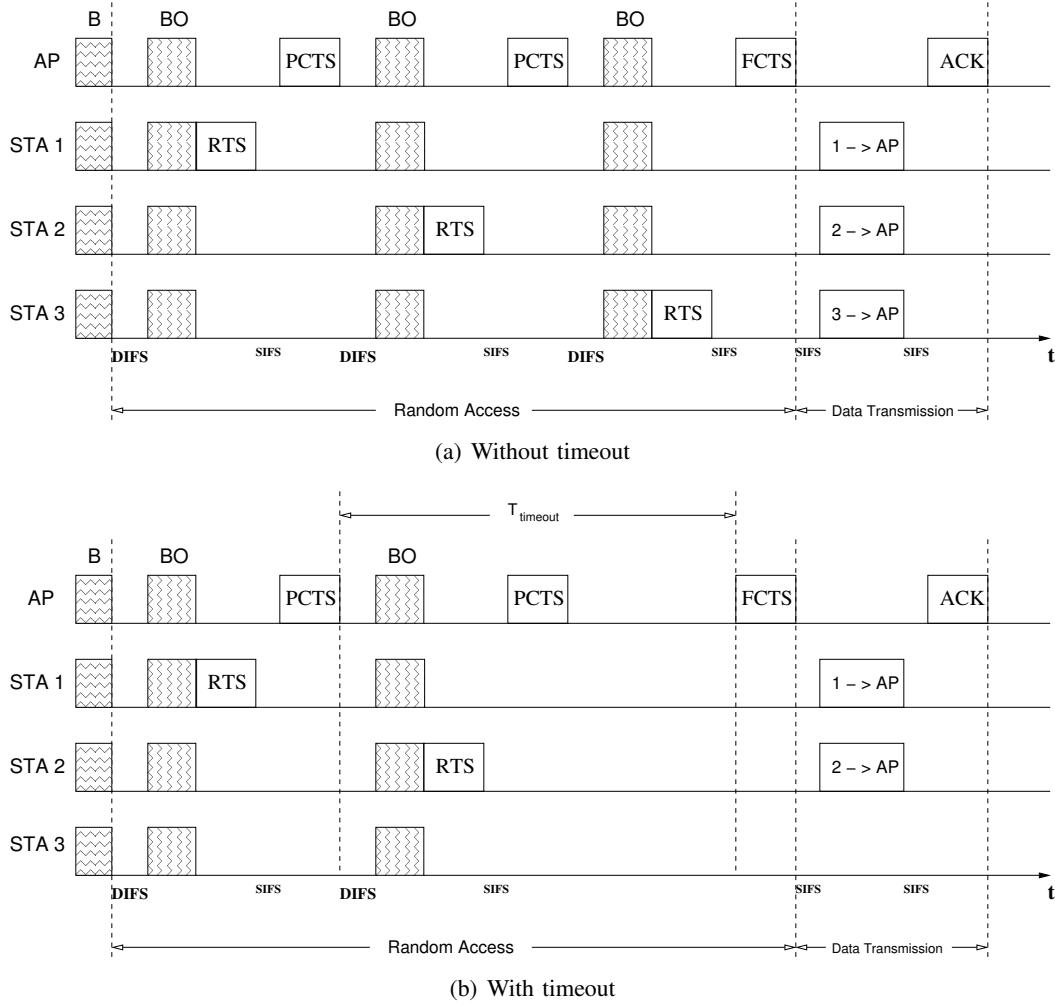 B BO BO BO
AP PCTS PCTS FCTS ACK
STA 1 RTS 1 - > AP
STA 2 RTS 2 - > AP
STA 3 RTS 3 - > AP
DIFS SIFS DIFS SIFS DIFS SIFS SIFS SIFS t
Random Access Data Transmission
(a) Without timeout
T timeout
B BO BO
AP PCTS PCTS FCTS ACK
STA 1 RTS 1 - > AP
STA 2 RTS 2 - > AP
STA 3
DIFS SIFS DIFS SIFS SIFS SIFS t
Random Access Data Transmission
(b) With timeout